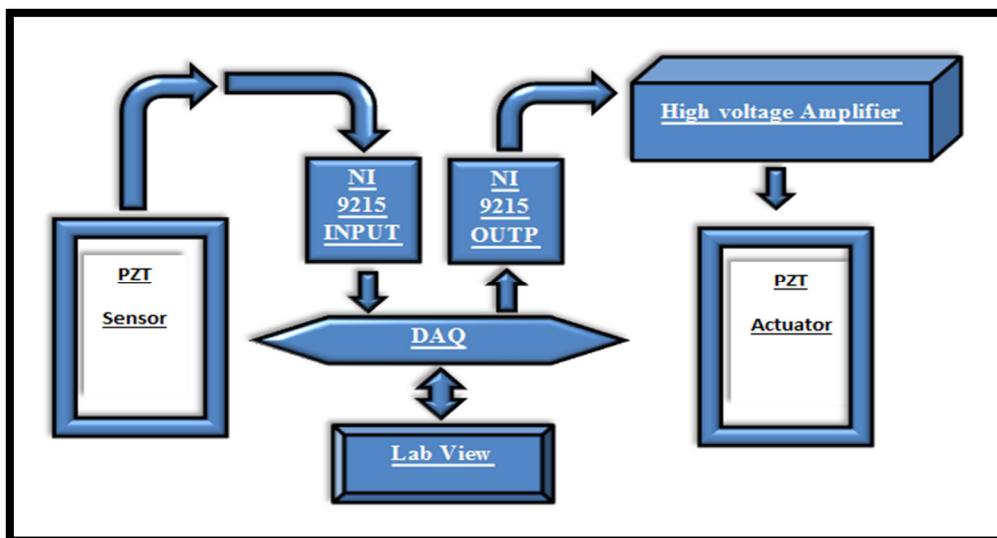 High voltage Amplifier
NI
9215
INPUT
NI
9215
OUTP
PZT
Sensor
PZT
Actuator
DAQ
Lab View